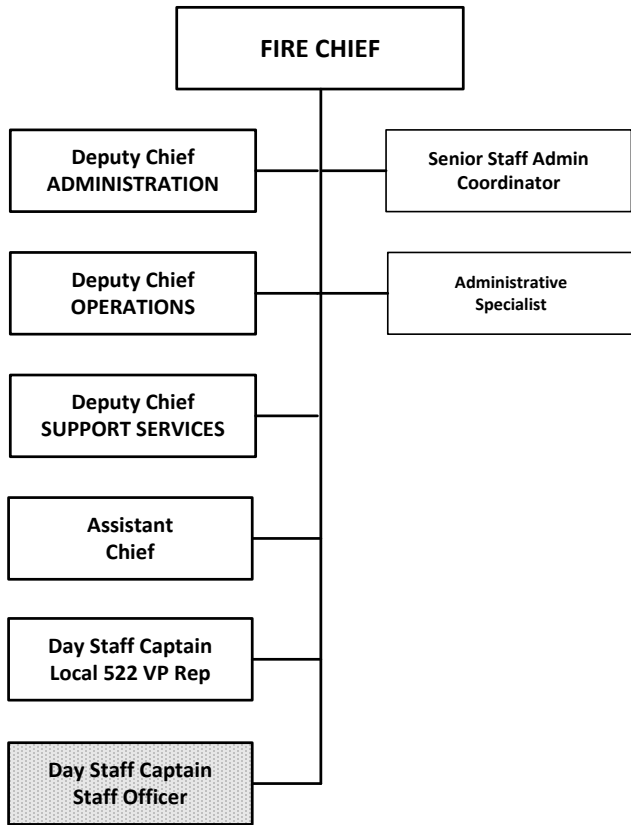 FIRE CHIEF
Deputy Chief
ADMINISTRATION
Senior Staff Admin
Coordinator
Deputy Chief
OPERATIONS
Administrative
Specialist
Deputy Chief
SUPPORT SERVICES
Assistant
Chief
Day Staff Captain
Local 522 VP Rep
Day Staff Captain
Staff Officer